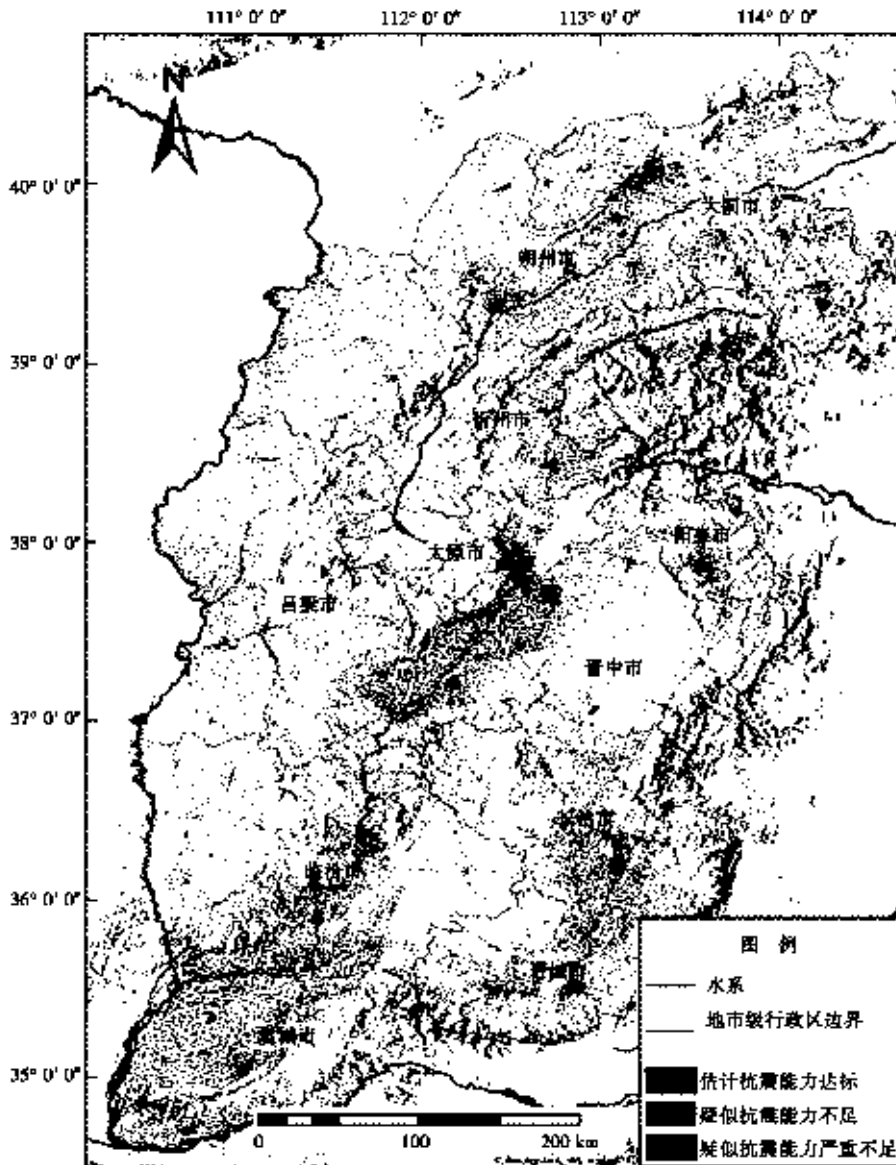 111° 0′ 0″ 112° 0′ 0″ 113° 0′ 0″ 114° 0′ 0″
N
40° 0′ 0″
大同市
朔州市
39° 0′ 0″
忻州市
38° 0′ 0″
太原市
阳泉市
吕梁市
晋中市
37° 0′ 0″
长治市
临汾市
36° 0′ 0″
图 例
晋城市
水系
地市级行政区边界
运城市
35° 0′ 0″
估计抗震能力达标
疑似抗震能力不足
疑似抗震能力严重不足
0 100 200 km